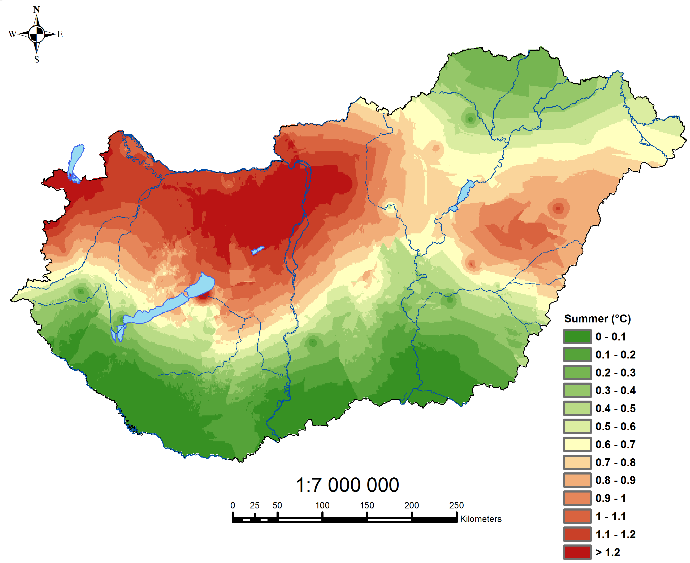 N
W E
S
Summer (°C)
0 - 0.1
0.1 - 0.2
0.2 - 0.3
0.3 - 0.4
0.4 - 0.5
0.5 - 0.6
0.6 - 0.7
0.7 - 0.8
0.8 - 0.9
0.9 - 1
1 - 1.1
1.1 - 1.2
> 1.2
1:7 000 000
0 25 50 100 150 200 250
Kilometers